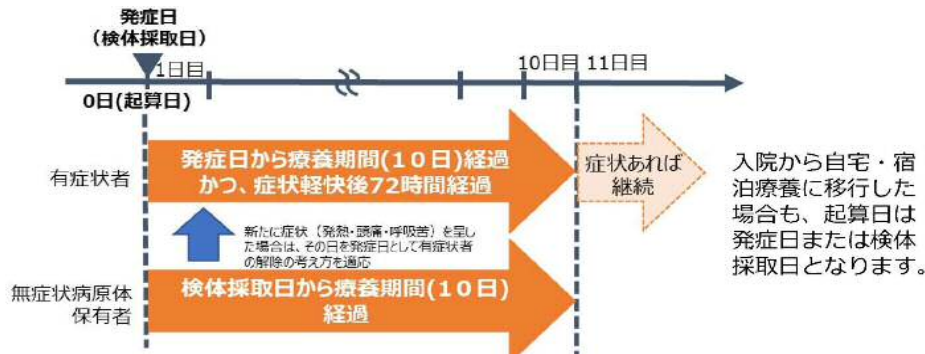 発症日
(検体採取日)
1日目
10日目 11日目
0日(起算日)
有症状者
発症日から療養期間(10日)経過
かつ、症状軽快後72時間経過
症状あれば
継続
新たに症状(発熱・頭痛・呼吸苦)を呈し
た場合は、その日を発症日として有症状者
の解除の考え方を適応
無症状病原体
保有者
検体採取日から療養期間(10日)
経過
入院から自宅・宿
泊療養に移行した
場合も、起算日は
発症日または検体
採取日となります。